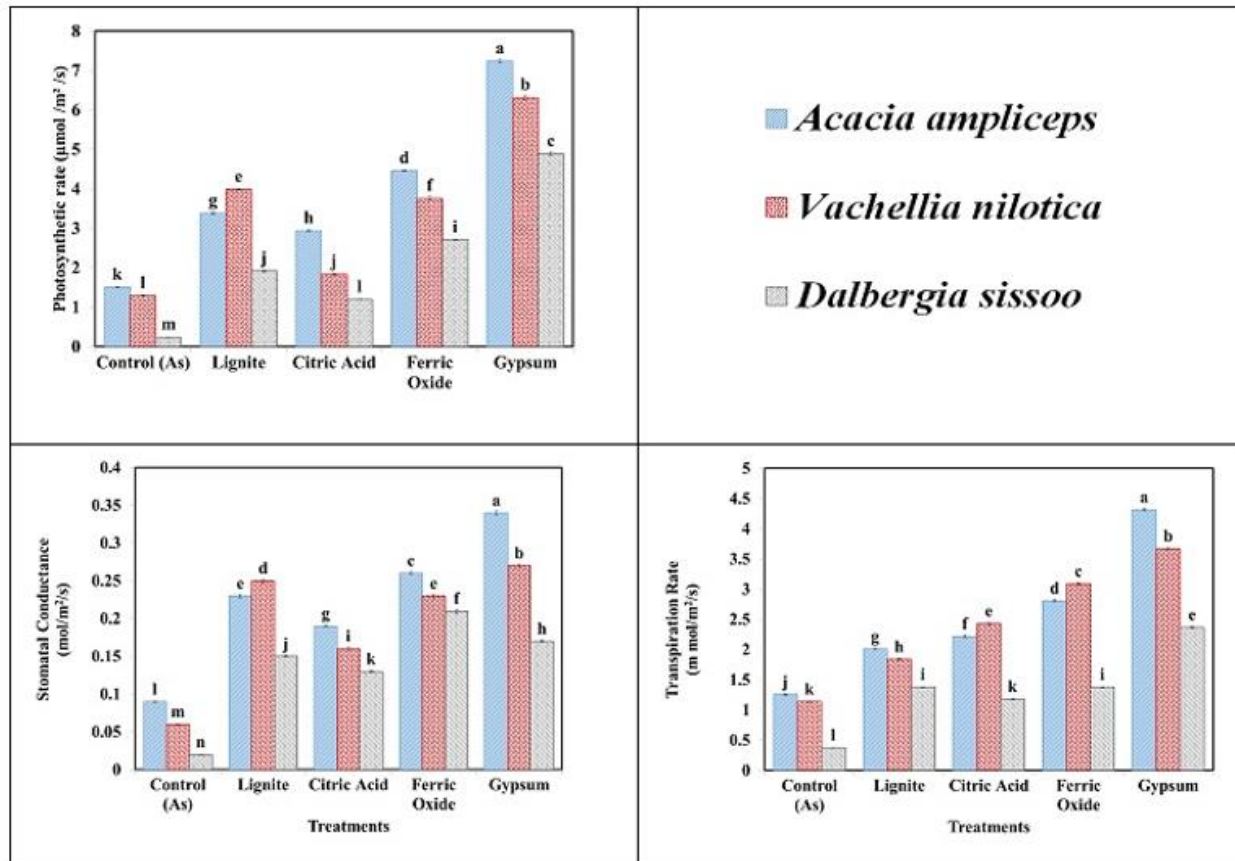 Photosynthetic rate (µmol /m² /s)
8
7
6
5
4
3
2
1
0
k
l
m
g
e
j
h
j
l
d
f
i
a
b
c
Control (As)
Lignite
Citric Acid
Ferric
Oxide
Gypsum
Acacia ampliceps
Vachellia nilotica
Dalbergia sissoo
Stomatal Conductance
(mol/m²/s)
0.4
0.35
0.3
0.25
0.2
0.15
0.1
0.05
0
l
m
n
e
d
j
g
i
k
c
e
f
a
b
h
Control
(As)
Lignite
Citric Acid
Ferric
Oxide
Gypsum
Treatments
Transpiration Rate
(m mol/m²/s)
5
4.5
4
3.5
3
2.5
2
1.5
1
0.5
0
j
k
l
g
h
i
f
e
k
d
c
i
a
b
e
Control
(As)
Lignite
Citric Acid
Ferric
Oxide
Gypsum
Treatments